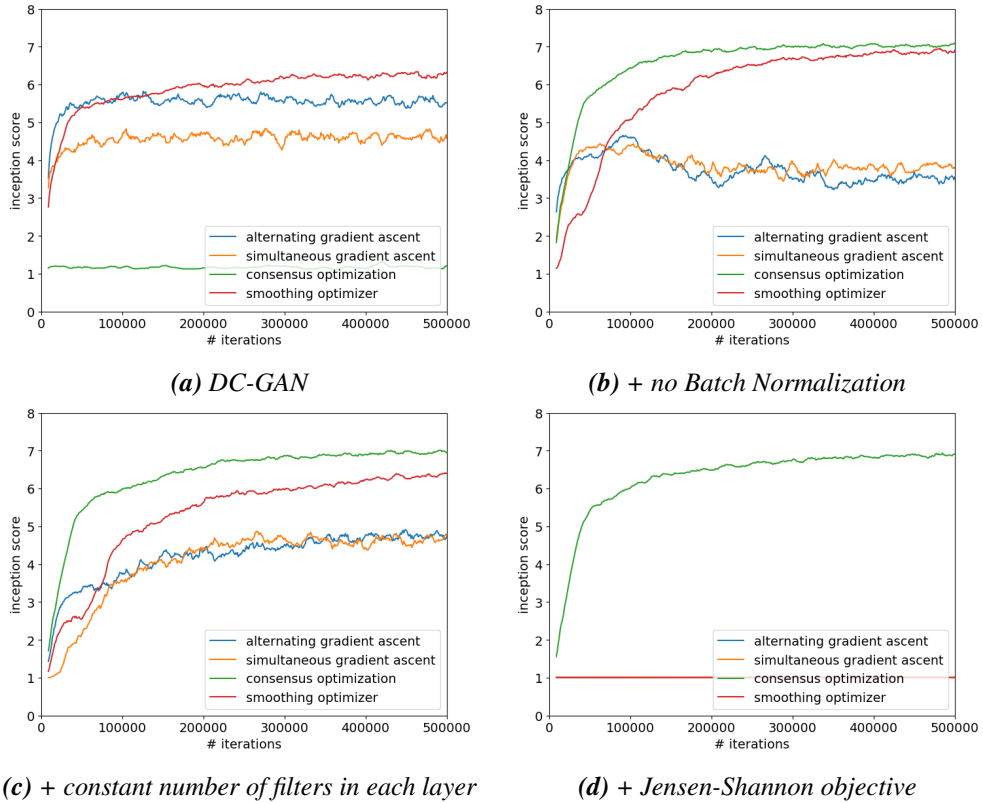 8
7
6
5
4
3
2
1
0
inception score
alternating gradient ascent
simultaneous gradient ascent
consensus optimization
smoothing optimizer
0 100000 200000 300000 400000 500000
# iterations
(a) DC-GAN
8
7
6
5
4
3
2
1
0
inception score
alternating gradient ascent
simultaneous gradient ascent
consensus optimization
smoothing optimizer
0 100000 200000 300000 400000 500000
# iterations
(b) + no Batch Normalization
8
7
6
5
4
3
2
1
0
inception score
alternating gradient ascent
simultaneous gradient ascent
consensus optimization
smoothing optimizer
0 100000 200000 300000 400000 500000
# iterations
(c) + constant number of filters in each layer
8
7
6
5
4
3
2
1
0
inception score
alternating gradient ascent
simultaneous gradient ascent
consensus optimization
smoothing optimizer
0 100000 200000 300000 400000 500000
# iterations
(d) + Jensen-Shannon objective